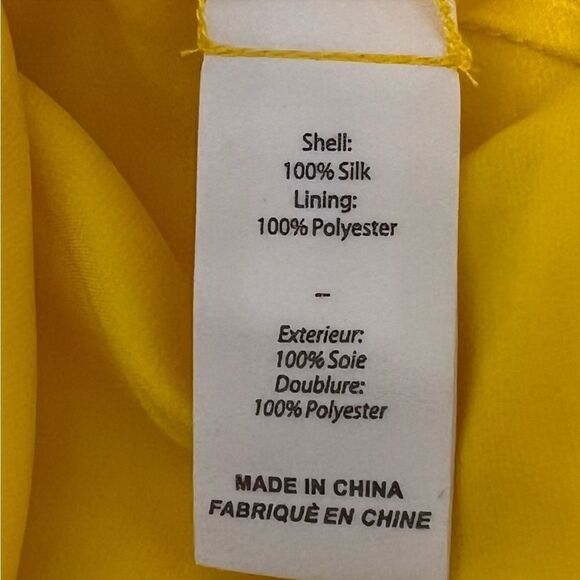 Shell:
100% Silk
Lining:
100% Polyester
--
Exterieur:
100% Soie
Doublure:
100% Polyester
MADE IN CHINA
FABRIQUÈ EN CHINE